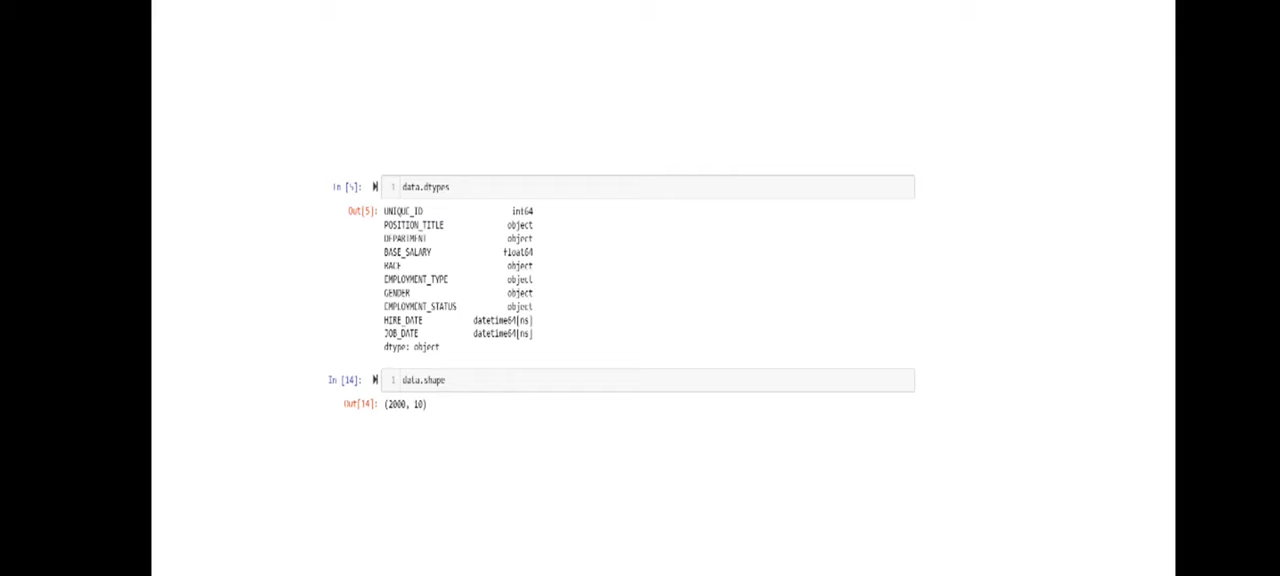 In [5]: 1 data.dtypes
Out[5]: UNIQUE_ID int64
POSITION_TITLE object
DEPARTMENT object
BASE_SALARY float64
RACE object
EMPLOYMENT_TYPE object
GENDER object
EMPLOYMENT_STATUS object
HIRE_DATE datetime64[ns]
JOB_DATE datetime64[ns]
dtype: object
In [14]: 1 data.shape
Out[14]: (2000, 10)